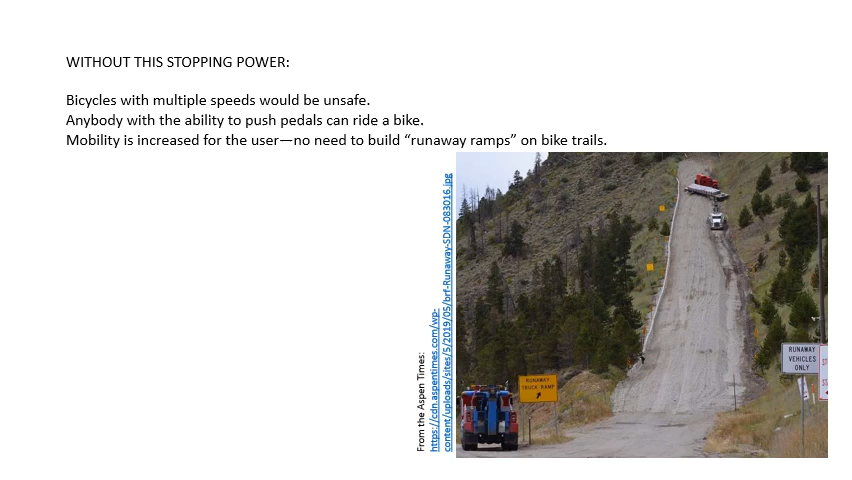 WITHOUT THIS STOPPING POWER:
Bicycles with multiple speeds would be unsafe.
Anybody with the ability to push pedals can ride a bike.
Mobility is increased for the user—no need to build “runaway ramps” on bike trails.
From the Aspen Times:
https://cdn.aspentimes.com/wp-
content/uploads/sites/5/2019/05/brf-Runaway-SDN-083016.jpg
RUNAWAY
TRUCK RAMP
RUNAWAY
VEHICLES
ONLY